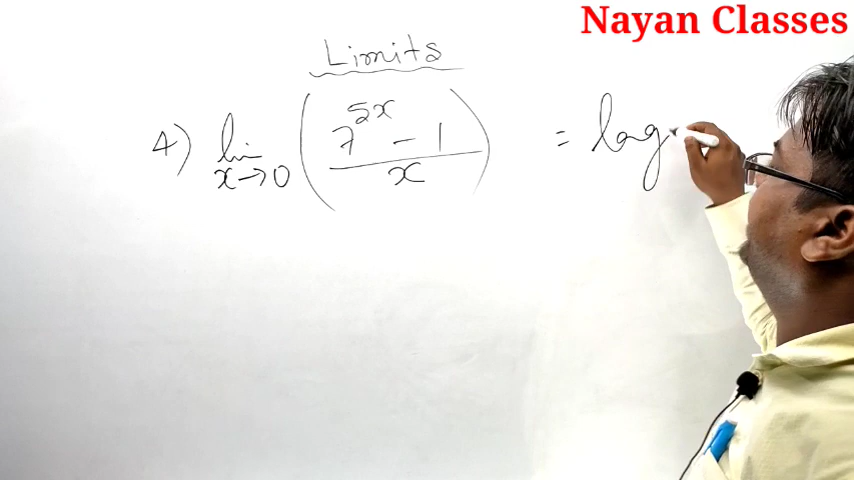 Nayan Classes
Limits
4) lim x→0 ( (7^{5x} - 1) / x ) = log